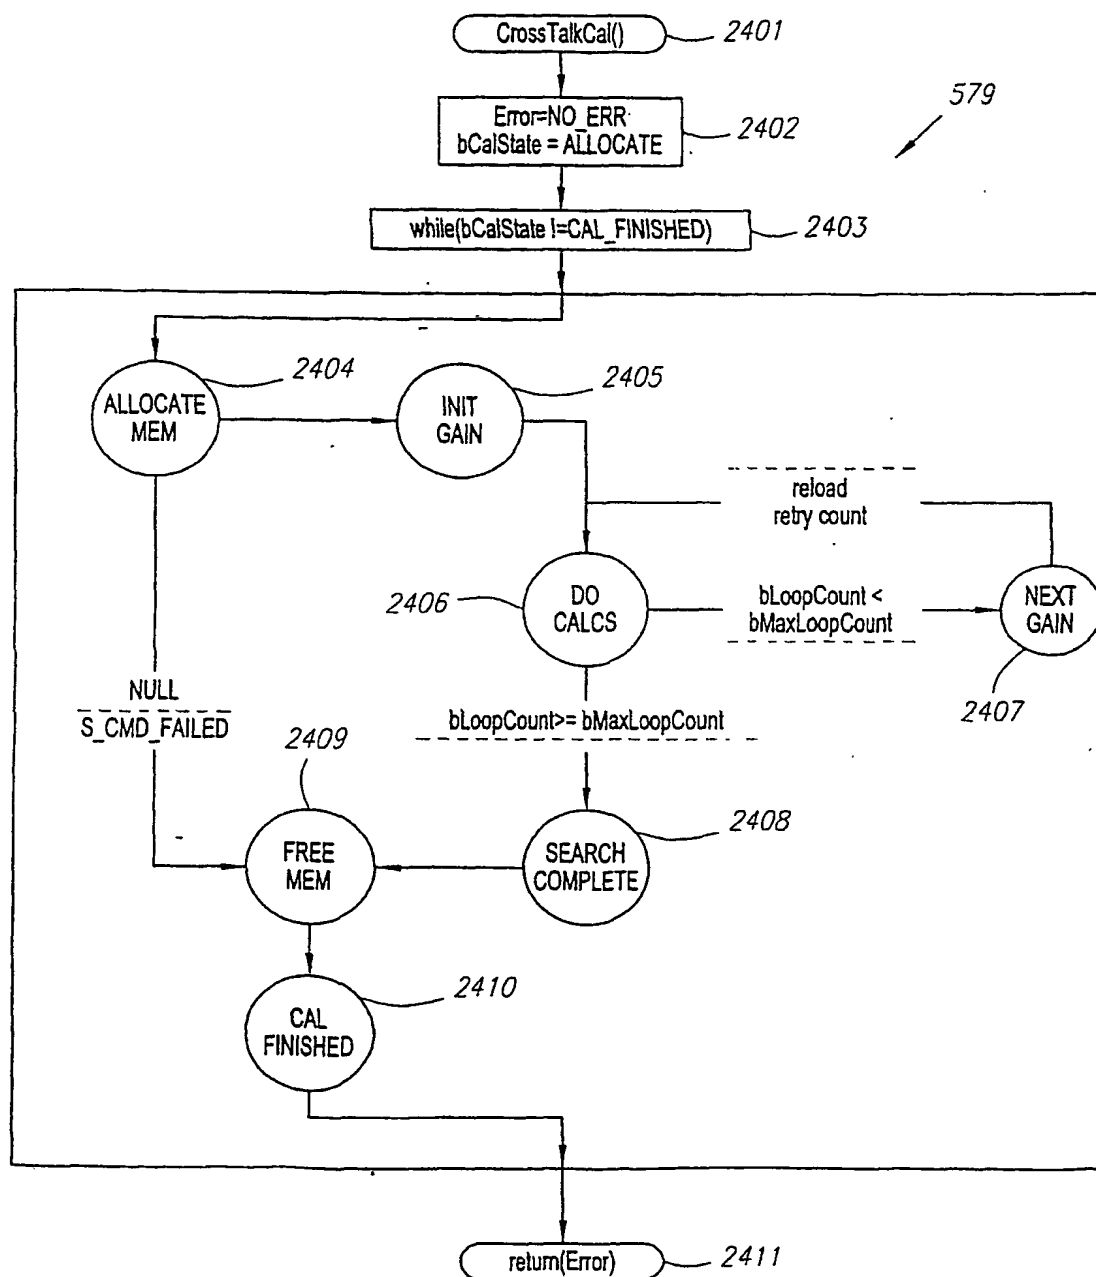 CrossTalkCal()
2401
579
Error=NO_ERR
bCalState = ALLOCATE
2402
while(bCalState !=CAL_FINISHED)
2403
2404
ALLOCATE
MEM
2405
INIT
GAIN
reload
retry count
2406
DO
CALCS
bLoopCount <
bMaxLoopCount
NEXT
GAIN
2407
NULL
S_CMD_FAILED
bLoopCount>= bMaxLoopCount
2409
FREE
MEM
2408
SEARCH
COMPLETE
2410
CAL
FINISHED
return(Error)
2411